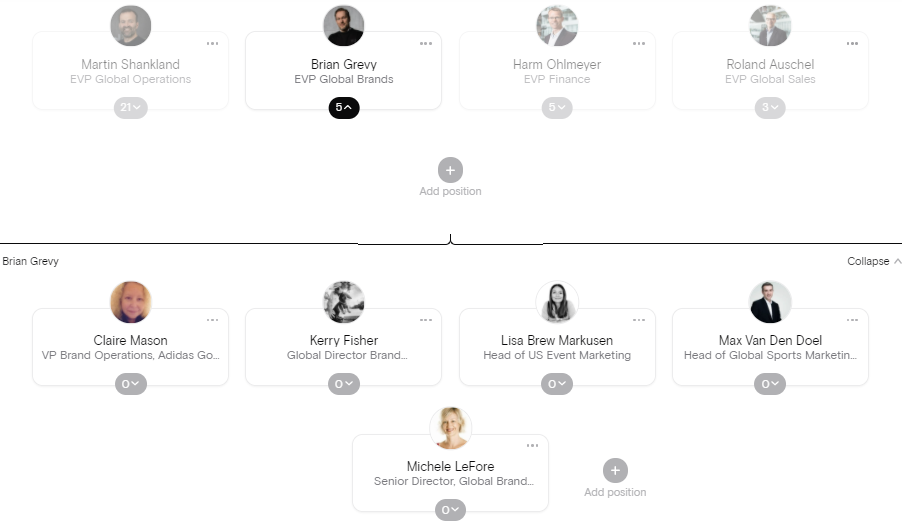 Martin Shankland
EVP Global Operations
21
Brian Grevy
EVP Global Brands
5
Harm Ohlmeyer
EVP Finance
5
Roland Auschel
EVP Global Sales
3
Add position
Brian Grevy
Collapse
Claire Mason
VP Brand Operations, Adidas Go...
0
Kerry Fisher
Global Director Brand...
0
Lisa Brew Markusen
Head of US Event Marketing
0
Max Van Den Doel
Head of Global Sports Marketin...
0
Michele LeFore
Senior Director, Global Brand...
0
Add position